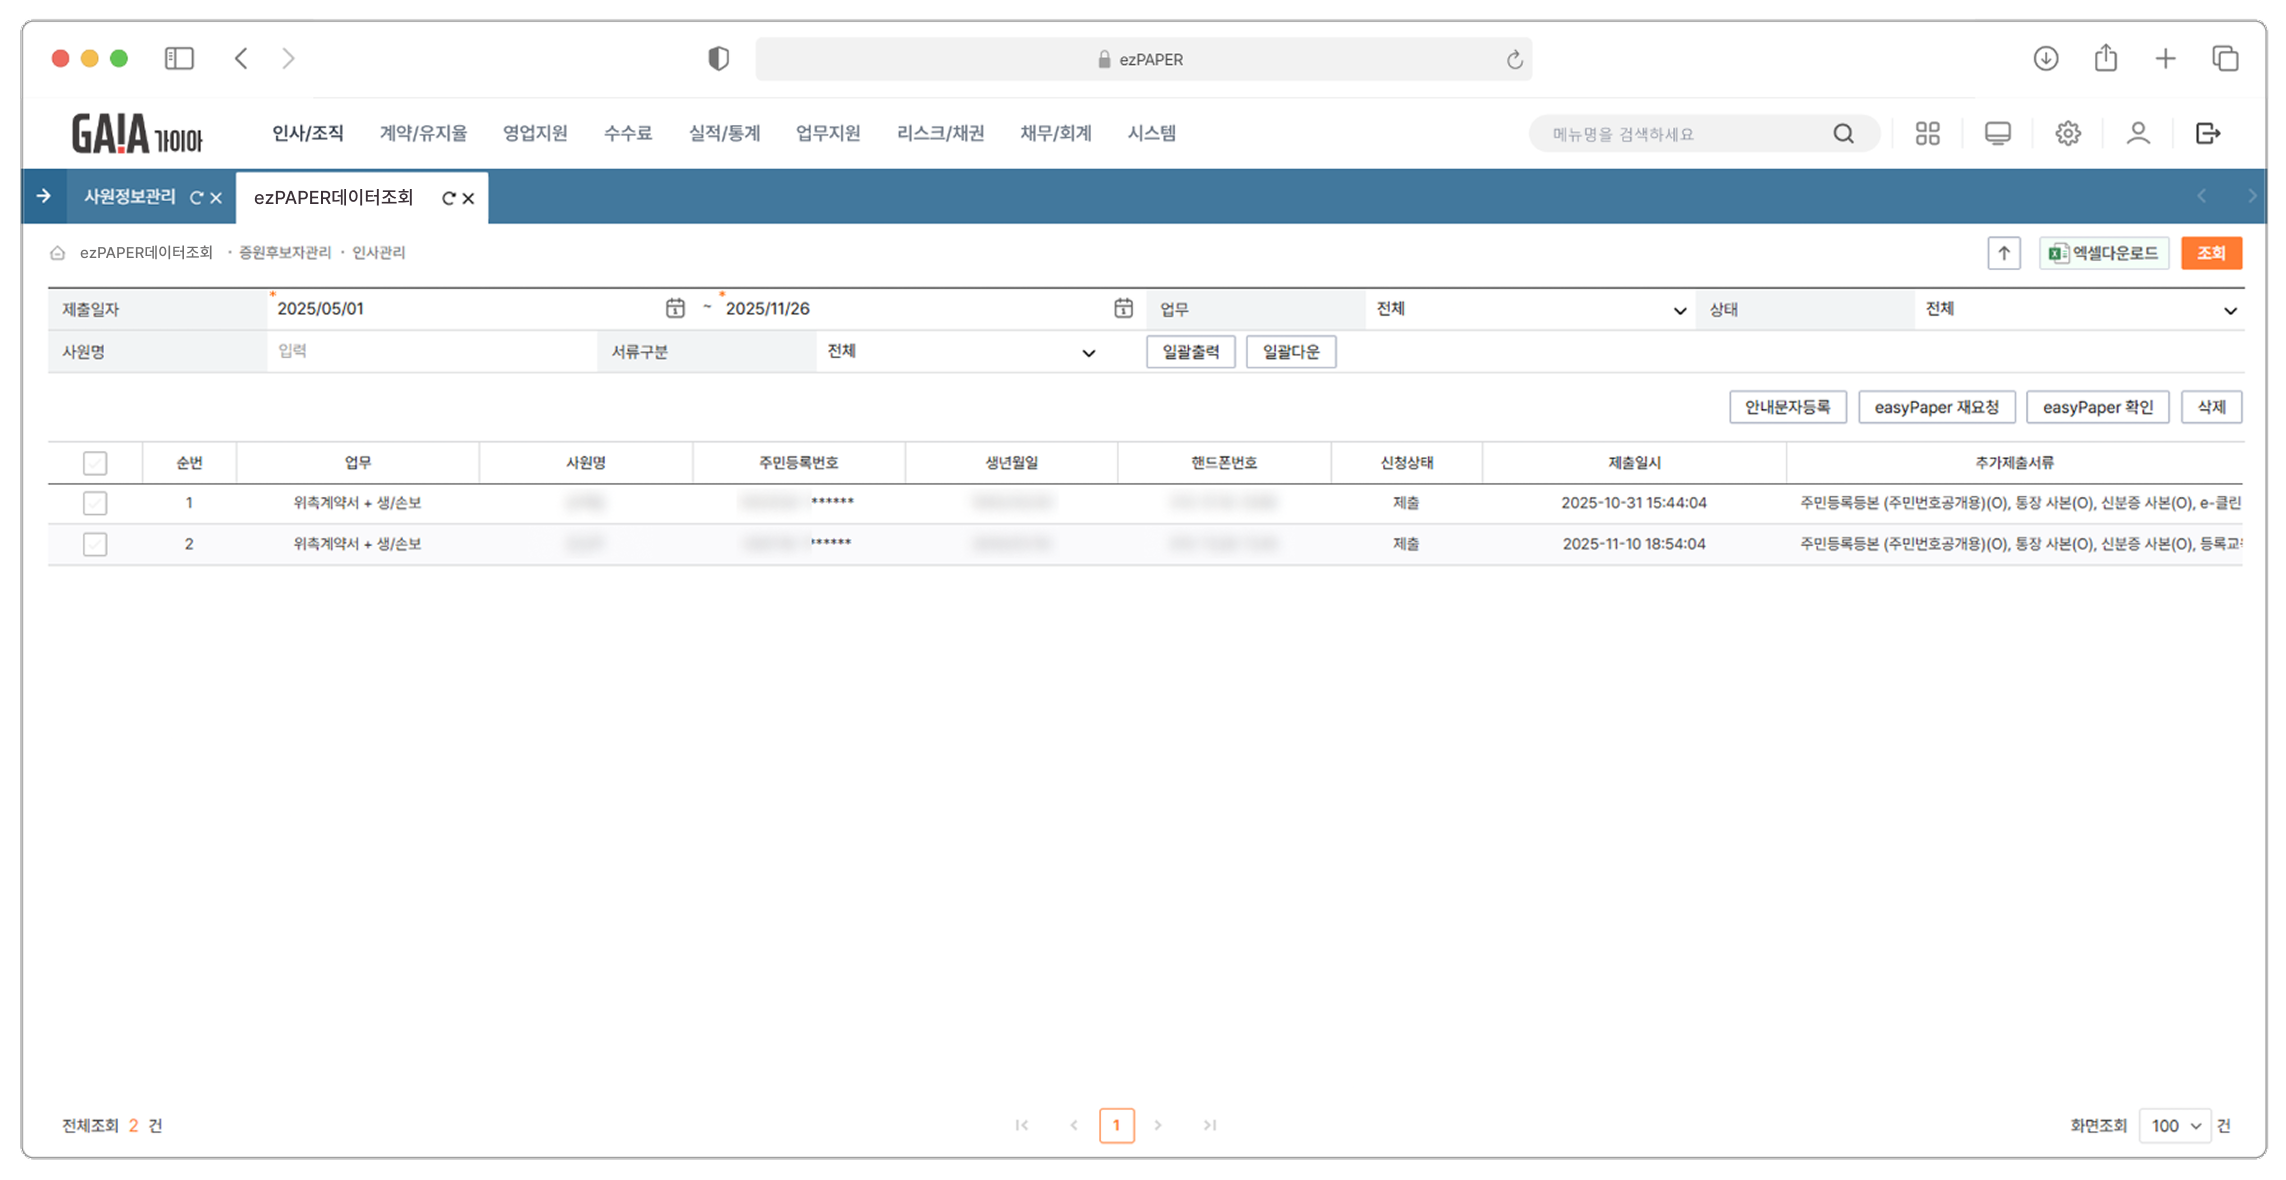 ezPAPER
GA!A 가이아 인사/조직 계약/유지율 영업지원 수수료 실적/통계 업무지원 리스크/채권 채무/회계 시스템 메뉴명을 검색하세요
사원정보관리 ezPAPER데이터조회
ezPAPER데이터조회 · 증원후보자관리 · 인사관리 엑셀다운로드 조회
제출일자 * 2025/05/01 ~ * 2025/11/26 업무 전체 상태 전체
사원명 입력 서류구분 전체 일괄출력 일괄다운
안내문자등록 easyPaper 재요청 easyPaper 확인 삭제
순번 업무 사원명 주민등록번호 생년월일 핸드폰번호 신청상태 제출일시 추가제출서류
1 위촉계약서 + 생/손보 ****** 제출 2025-10-31 15:44:04 주민등록등본 (주민번호공개용)(O), 통장 사본(O), 신분증 사본(O), e-클린
2 위촉계약서 + 생/손보 ****** 제출 2025-11-10 18:54:04 주민등록등본 (주민번호공개용)(O), 통장 사본(O), 신분증 사본(O), 등록교
전체조회 2 건 1 화면조회 100 건